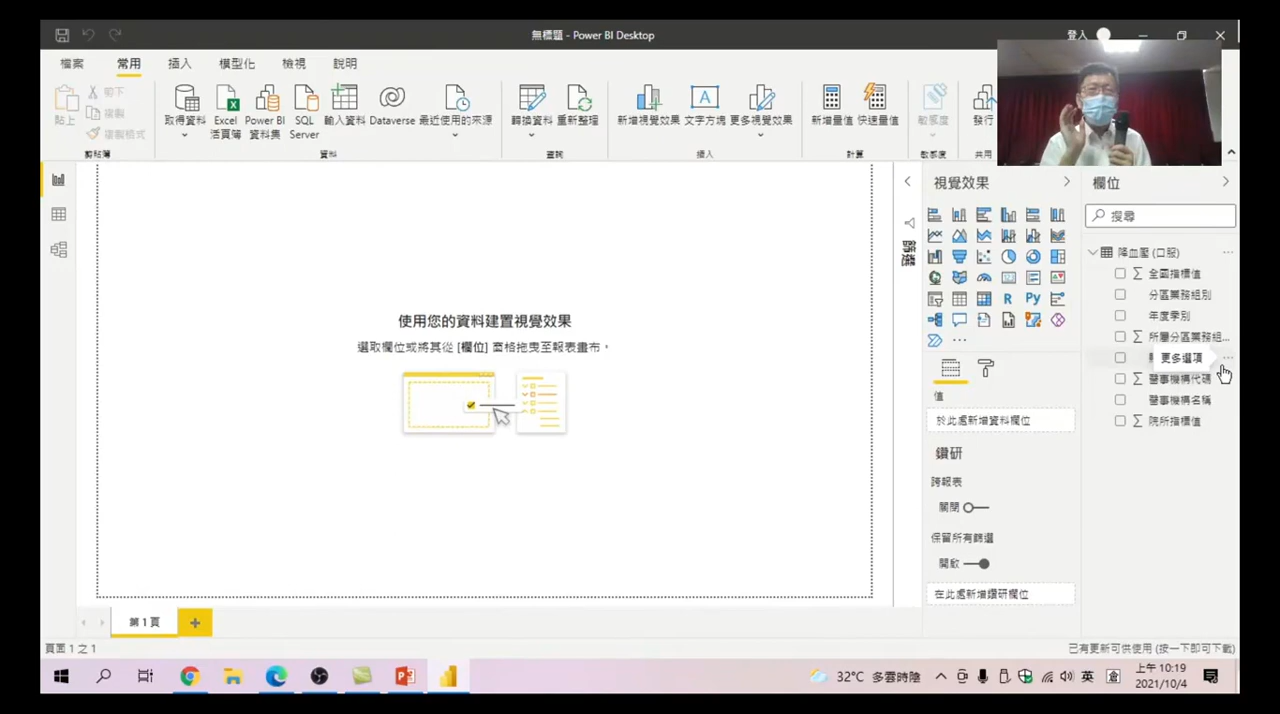 無標題 - Power BI Desktop
登入
檔案 常用 插入 模型化 檢視 說明
貼上
剪下
複製
複製格式
剪貼簿
取得資料
Excel 活頁簿
Power BI 資料集
SQL Server
輸入資料
Dataverse
最近使用的來源
資料
轉換資料
重新整理
查詢
新增視覺效果
文字方塊
更多視覺效果
插入
新增量值
快速量值
計算
敏感度
敏感度
發行
共用
使用您的資料建置視覺效果
選取欄位或將其從 [欄位] 窗格拖曳至報表畫布。
篩選
視覺效果
R
Py
值
於此處新增資料欄位
鑽研
跨報表
關閉
保留所有篩選
開啟
在此處新增鑽研欄位
欄位
搜尋
降血壓 (口服)
全國指標值
分區業務組別
年度季別
所屬分區業務組...
更多選項
醫事機構代碼
醫事機構名稱
院所指標值
第 1 頁
頁面 1 之 1
已有更新可供使用 (按一下即可下載)
32°C 多雲時陰
英
倉
上午 10:19
2021/10/4